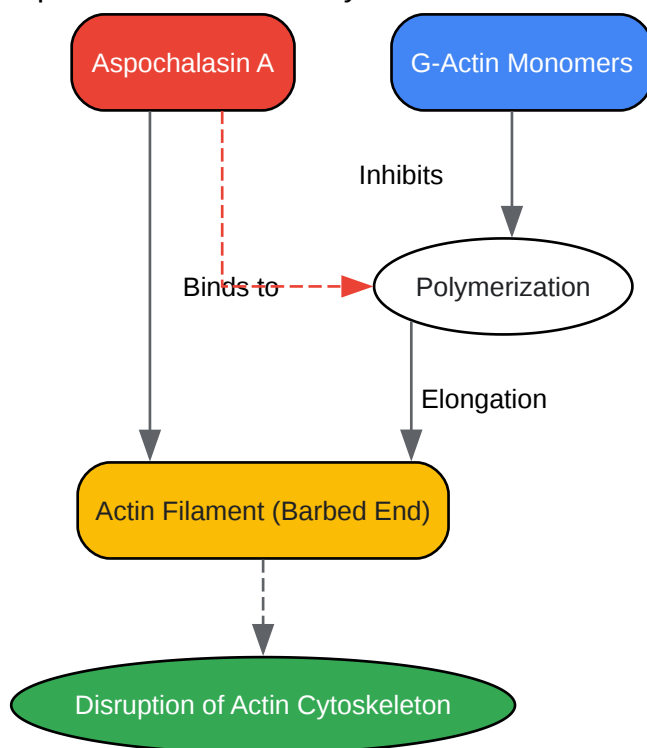 Aspochalasin A
G-Actin Monomers
Inhibits
Binds to
Polymerization
Elongation
Actin Filament (Barbed End)
Disruption of Actin Cytoskeleton